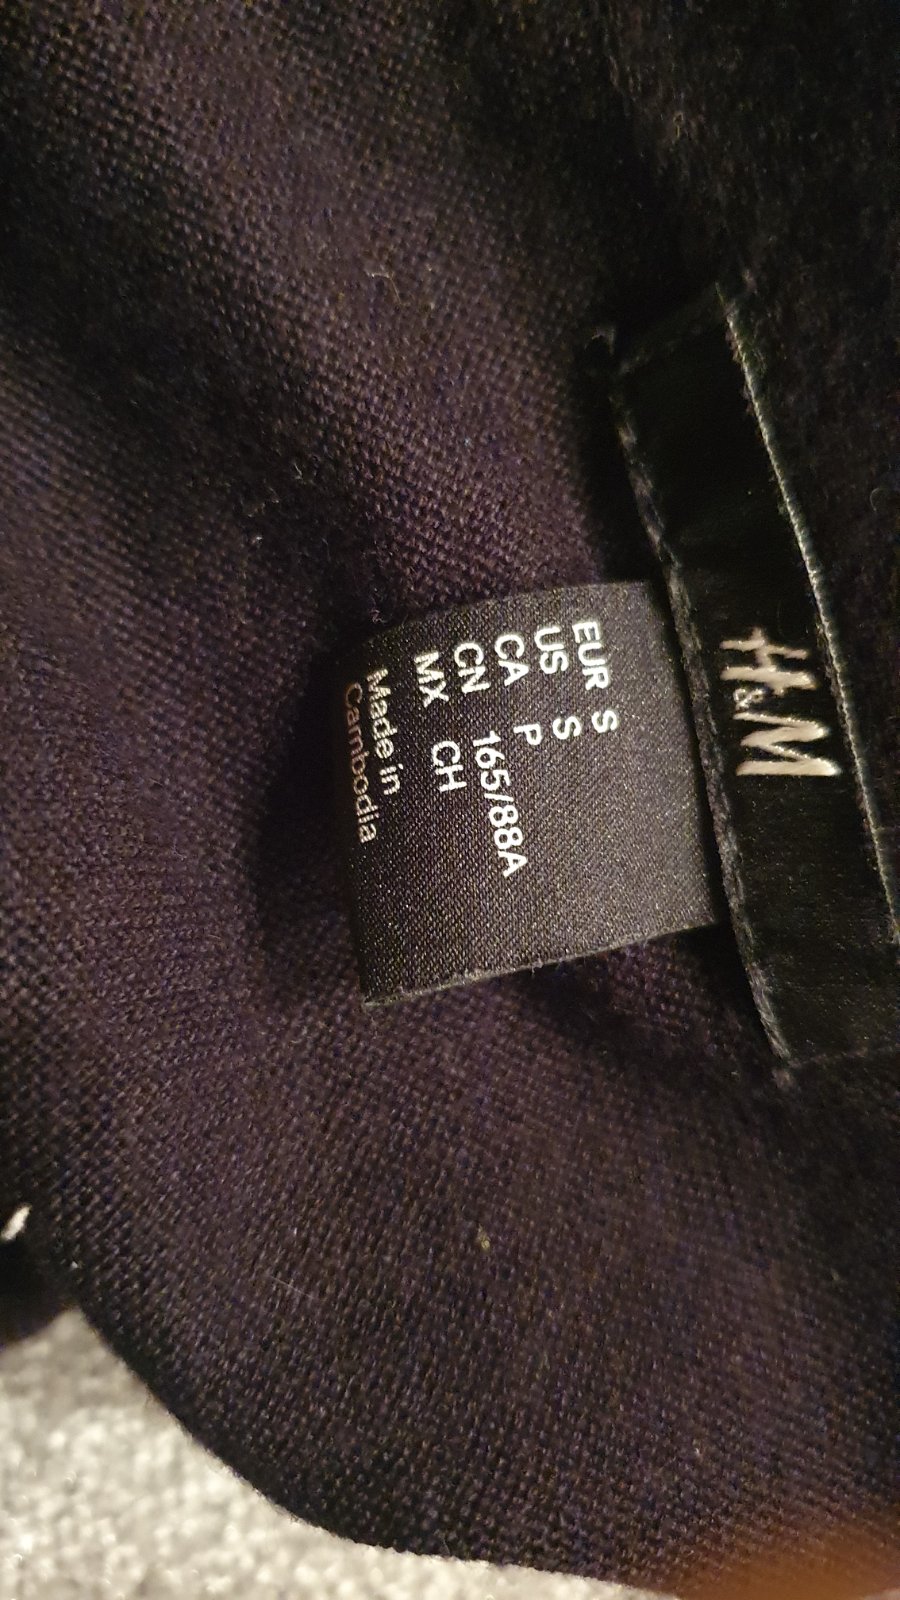 H&M
EUR S
US S
CA P
CN 165/88A
MX CH
Made in
Cambodia